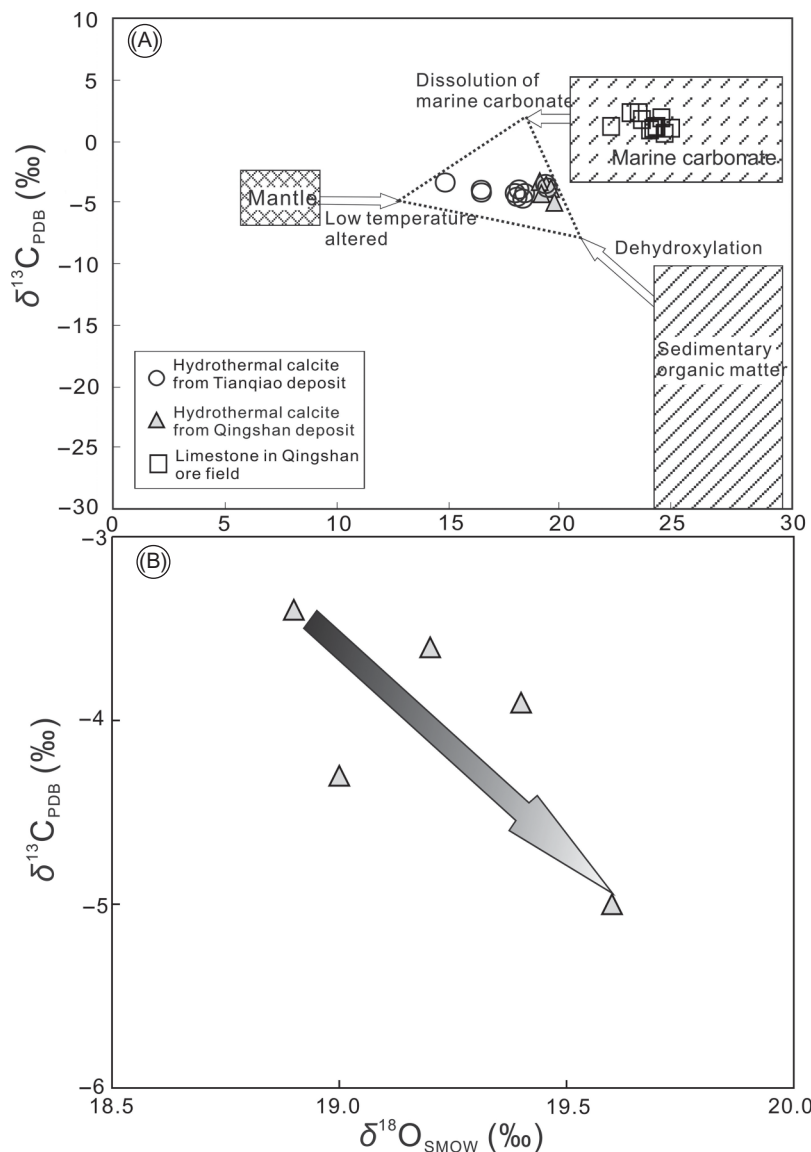 (A)
10
5
0
−5
−10
−15
−20
−25
−30
δ¹³C_PDB (‰)
Dissolution of
marine carbonate
Marine carbonate
Mantle
Low temperature
altered
Dehydroxylation
Sedimentary
organic matter
Hydrothermal calcite
from Tianqiao deposit
Hydrothermal calcite
from Qingshan deposit
Limestone in Qingshan
ore field
0 5 10 15 20 25 30
(B)
−3
−4
−5
−6
δ¹³C_PDB (‰)
18.5 19.0 19.5 20.0
δ¹⁸O_SMOW (‰)